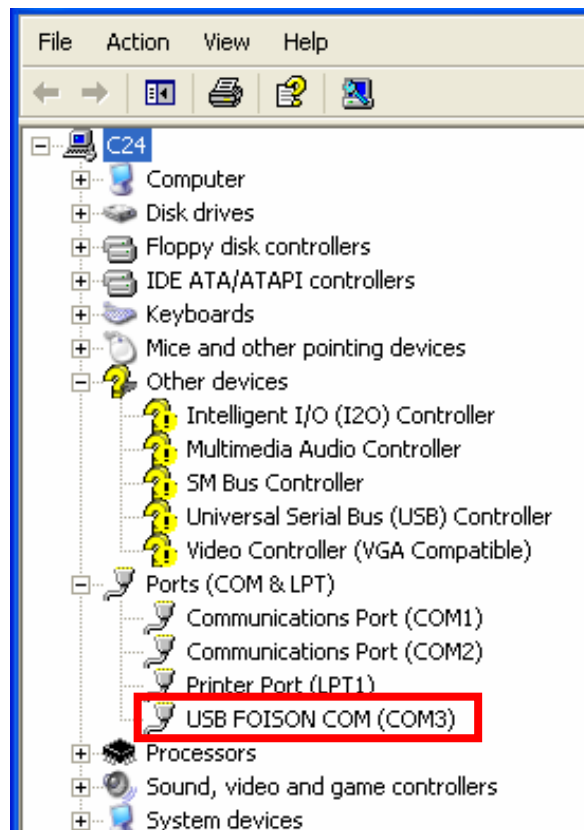 File Action View Help
C24
Computer
Disk drives
Floppy disk controllers
IDE ATA/ATAPI controllers
Keyboards
Mice and other pointing devices
Other devices
Intelligent I/O (I2O) Controller
Multimedia Audio Controller
SM Bus Controller
Universal Serial Bus (USB) Controller
Video Controller (VGA Compatible)
Ports (COM & LPT)
Communications Port (COM1)
Communications Port (COM2)
Printer Port (LPT1)
USB FOISON COM (COM3)
Processors
Sound, video and game controllers
System devices